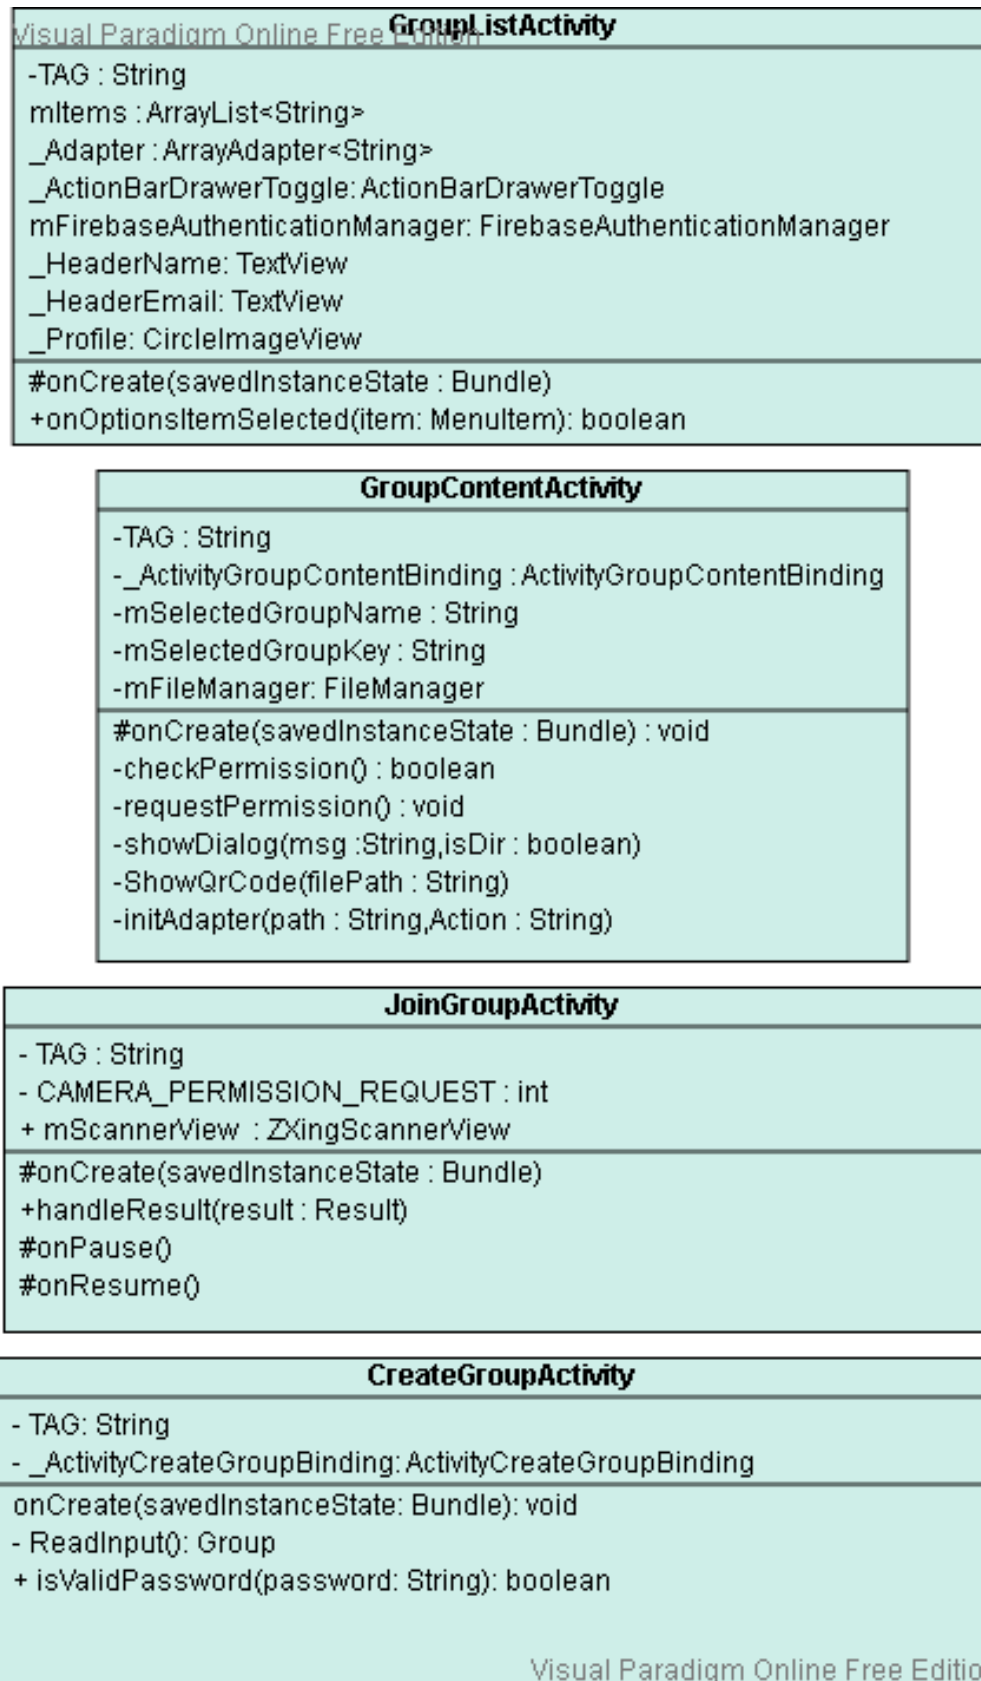 Visual Paradigm Online Free Edition
GroupListActivity
-TAG : String
mItems : ArrayList<String>
_Adapter : ArrayAdapter<String>
_ActionBarDrawerToggle: ActionBarDrawerToggle
mFirebaseAuthenticationManager: FirebaseAuthenticationManager
_HeaderName: TextView
_HeaderEmail: TextView
_Profile: CircleImageView
#onCreate(savedInstanceState : Bundle)
+onOptionsItemSelected(item: MenuItem): boolean
GroupContentActivity
-TAG : String
-_ActivityGroupContentBinding : ActivityGroupContentBinding
-mSelectedGroupName : String
-mSelectedGroupKey : String
-mFileManager: FileManager
#onCreate(savedInstanceState : Bundle) : void
-checkPermission() : boolean
-requestPermission() : void
-showDialog(msg :String,isDir : boolean)
-ShowQrCode(filePath : String)
-initAdapter(path : String,Action : String)
JoinGroupActivity
- TAG : String
- CAMERA_PERMISSION_REQUEST : int
+ mScannerView : ZXingScannerView
#onCreate(savedInstanceState : Bundle)
+handleResult(result : Result)
#onPause()
#onResume()
CreateGroupActivity
- TAG: String
- _ActivityCreateGroupBinding: ActivityCreateGroupBinding
onCreate(savedInstanceState: Bundle): void
- ReadInput(): Group
+ isValidPassword(password: String): boolean
Visual Paradigm Online Free Editio